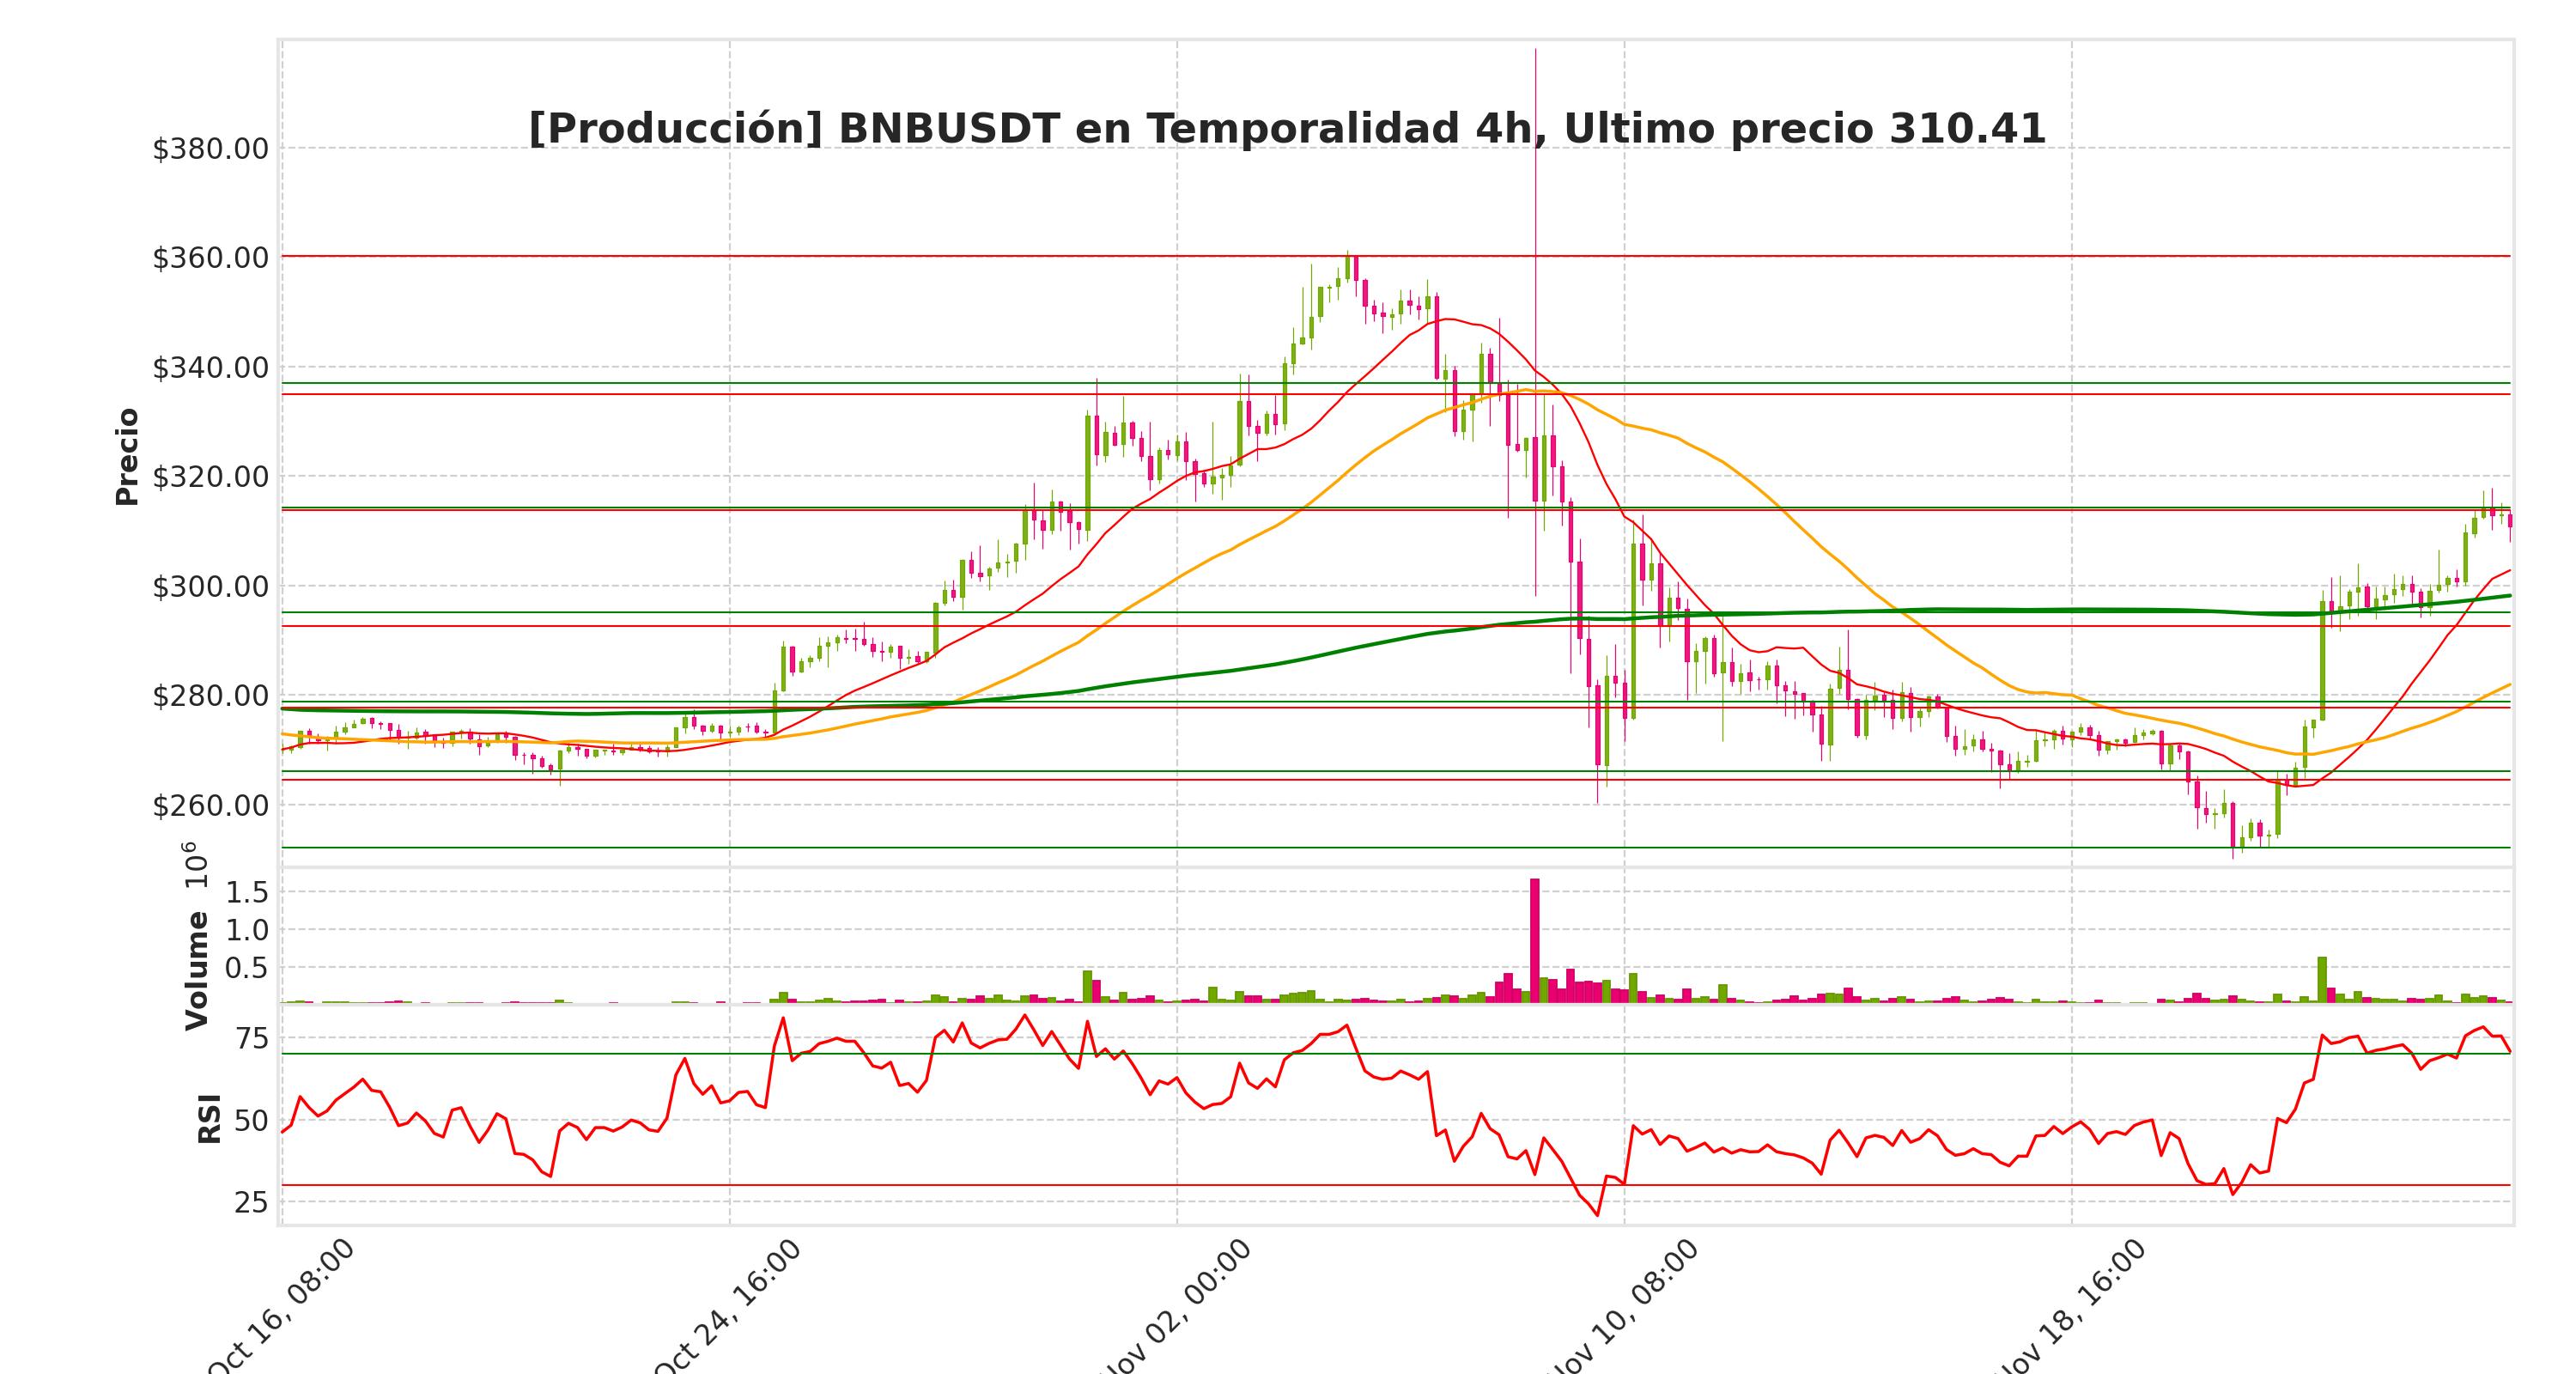 [Producción] BNBUSDT en Temporalidad 4h, Ultimo precio 310.41
$380.00
$360.00
$340.00
$320.00
$300.00
$280.00
$260.00
Precio
1.5
1.0
0.5
Volume 10⁶
75
50
25
RSI
Oct 16, 08:00
Oct 24, 16:00
Nov 02, 00:00
Nov 10, 08:00
Nov 18, 16:00